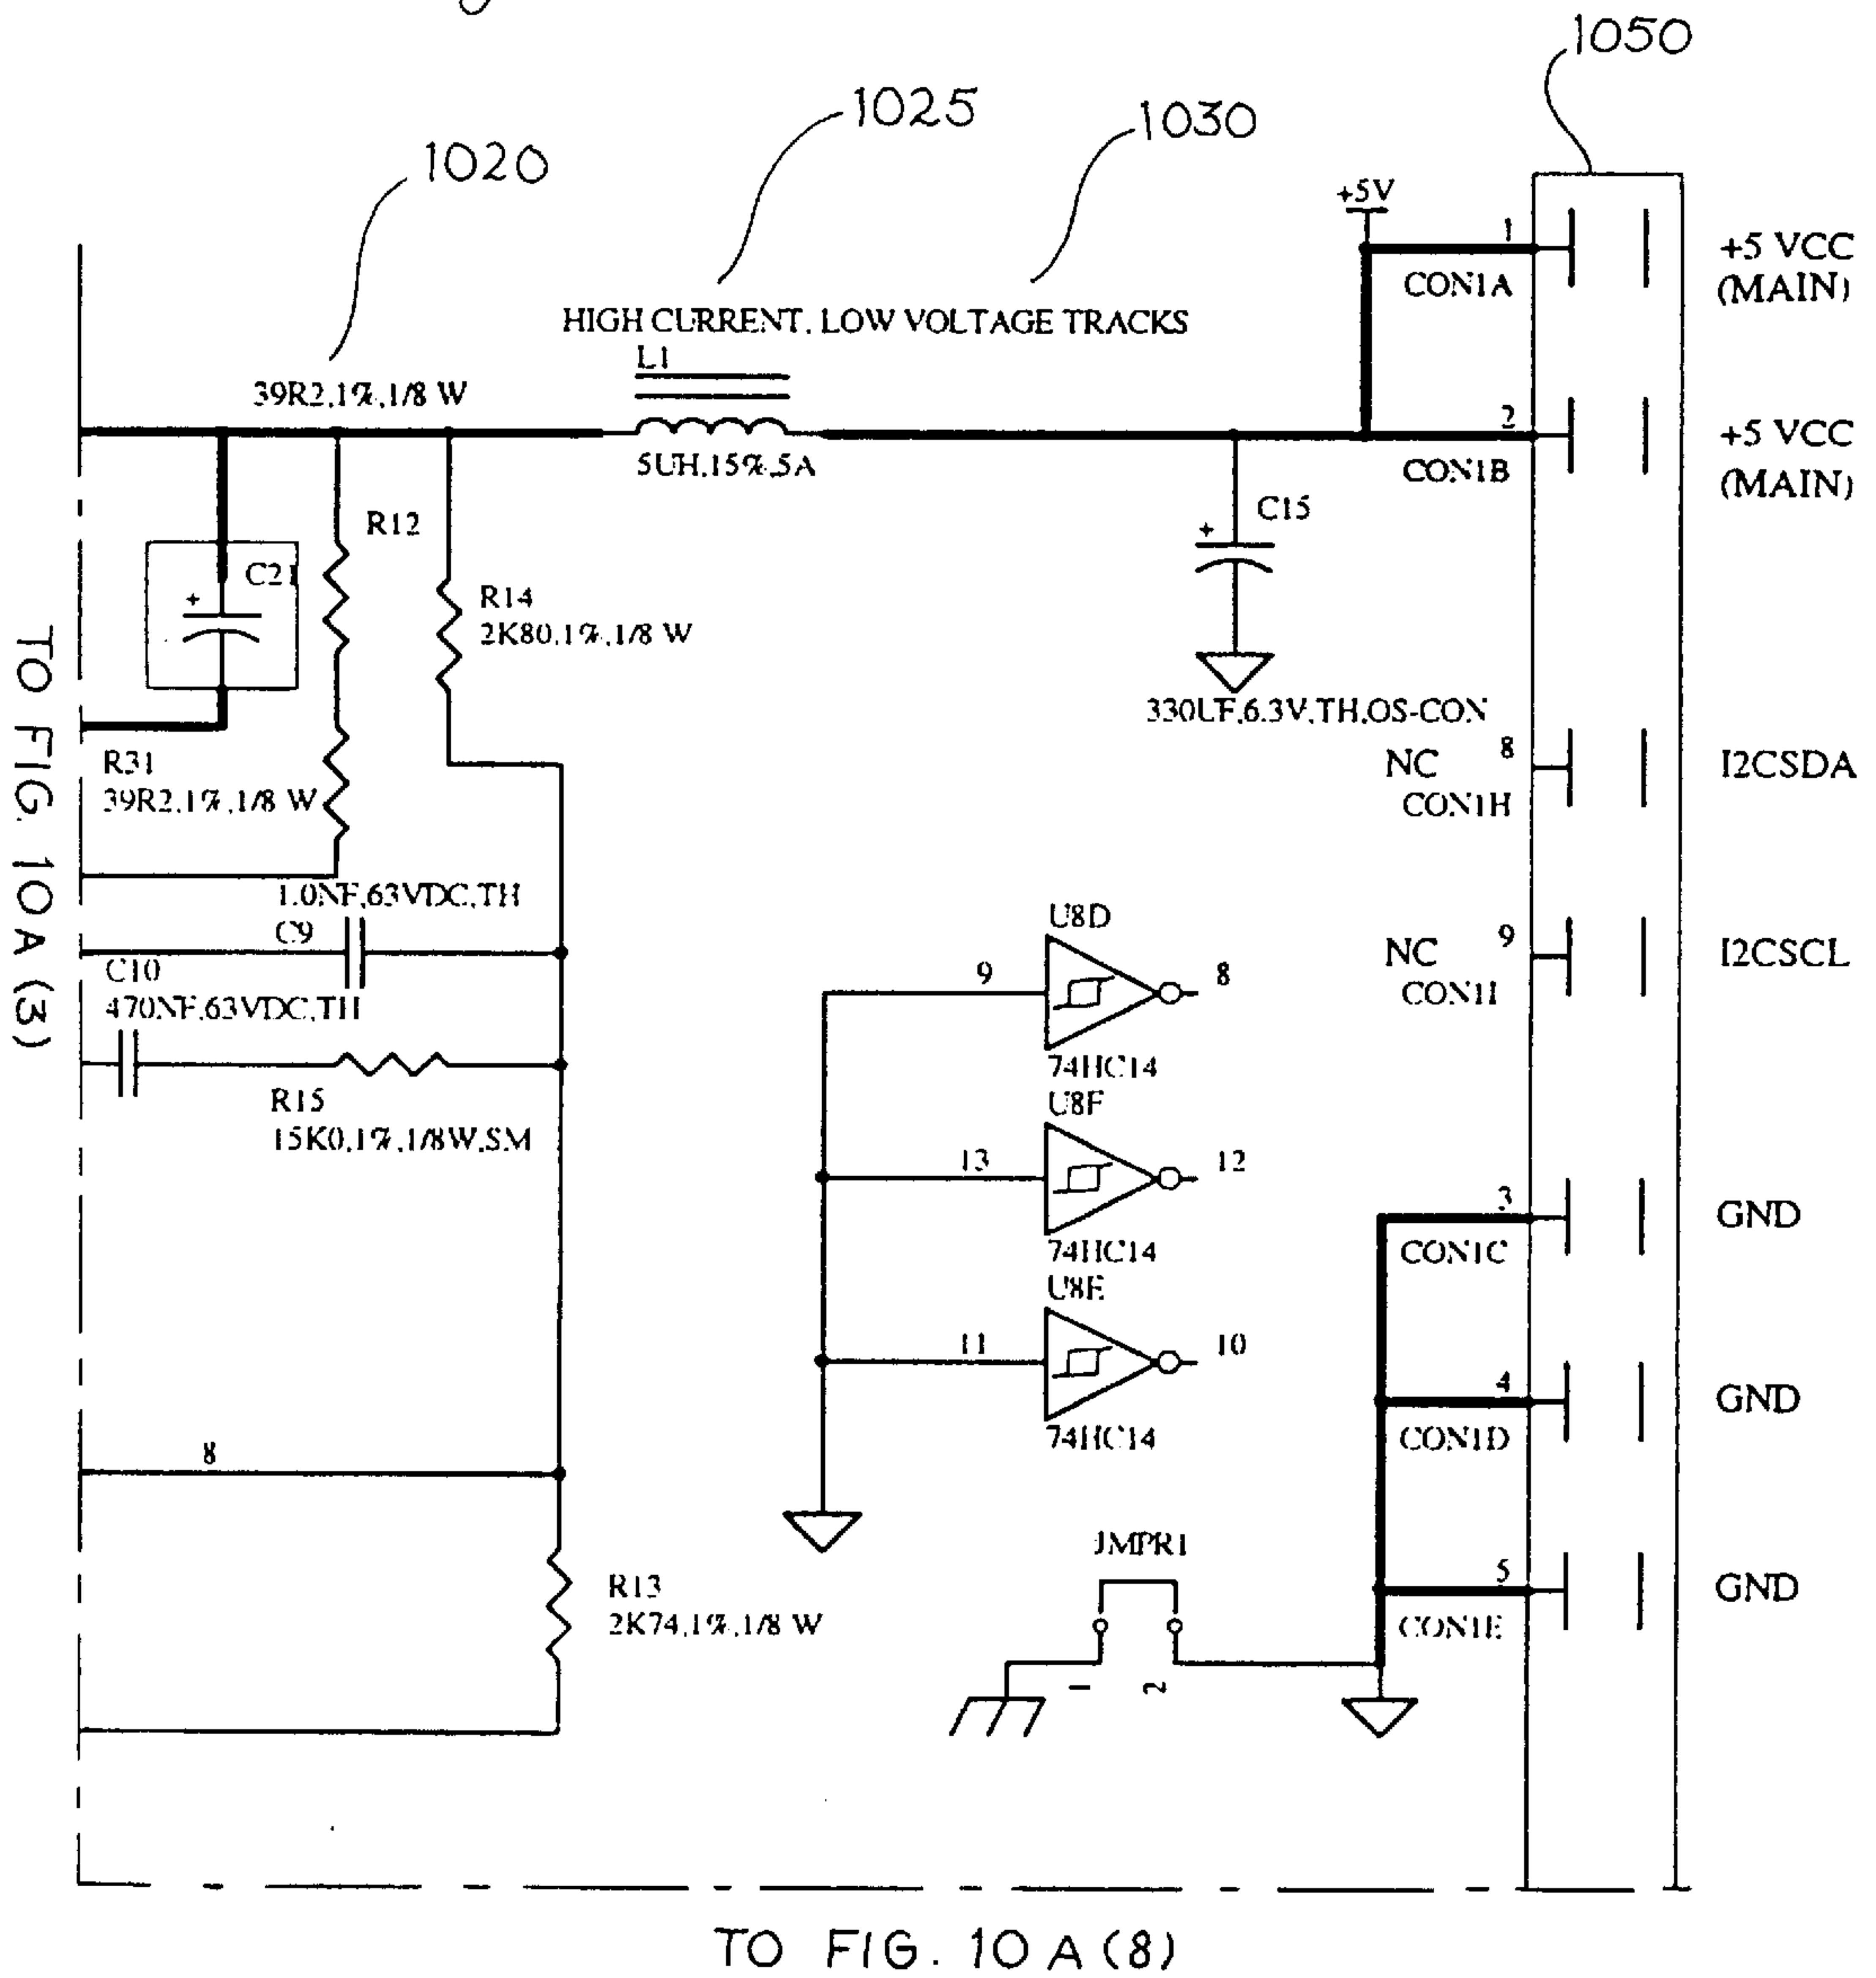 1050
1025
1030
1020
+5V
1
CON1A
+5 VCC
(MAIN)
HIGH CURRENT, LOW VOLTAGE TRACKS
L1
39R2,1%,1/8 W
5UH,15%,5A
2
CON1B
+5 VCC
(MAIN)
R12
C15
+
C21
+
R14
2K80,1%,1/8 W
330UF,6.3V,TH,OS-CON
R31
39R2,1%,1/8 W
NC
8
CON1H
I2CSDA
TO FIG. 10A (3)
1.0NF,63VDC,TH
C9
C10
470NF,63VDC,TH
R15
15K0,1%,1/8W,SM
NC
9
CON1I
I2CSCL
U8D
9
8
74HC14
U8F
13
12
74HC14
U8E
11
10
74HC14
3
CON1C
GND
4
CON1D
GND
5
CON1E
GND
8
R13
2K74,1%,1/8 W
JMPR1
1
2
TO FIG. 10 A (8)